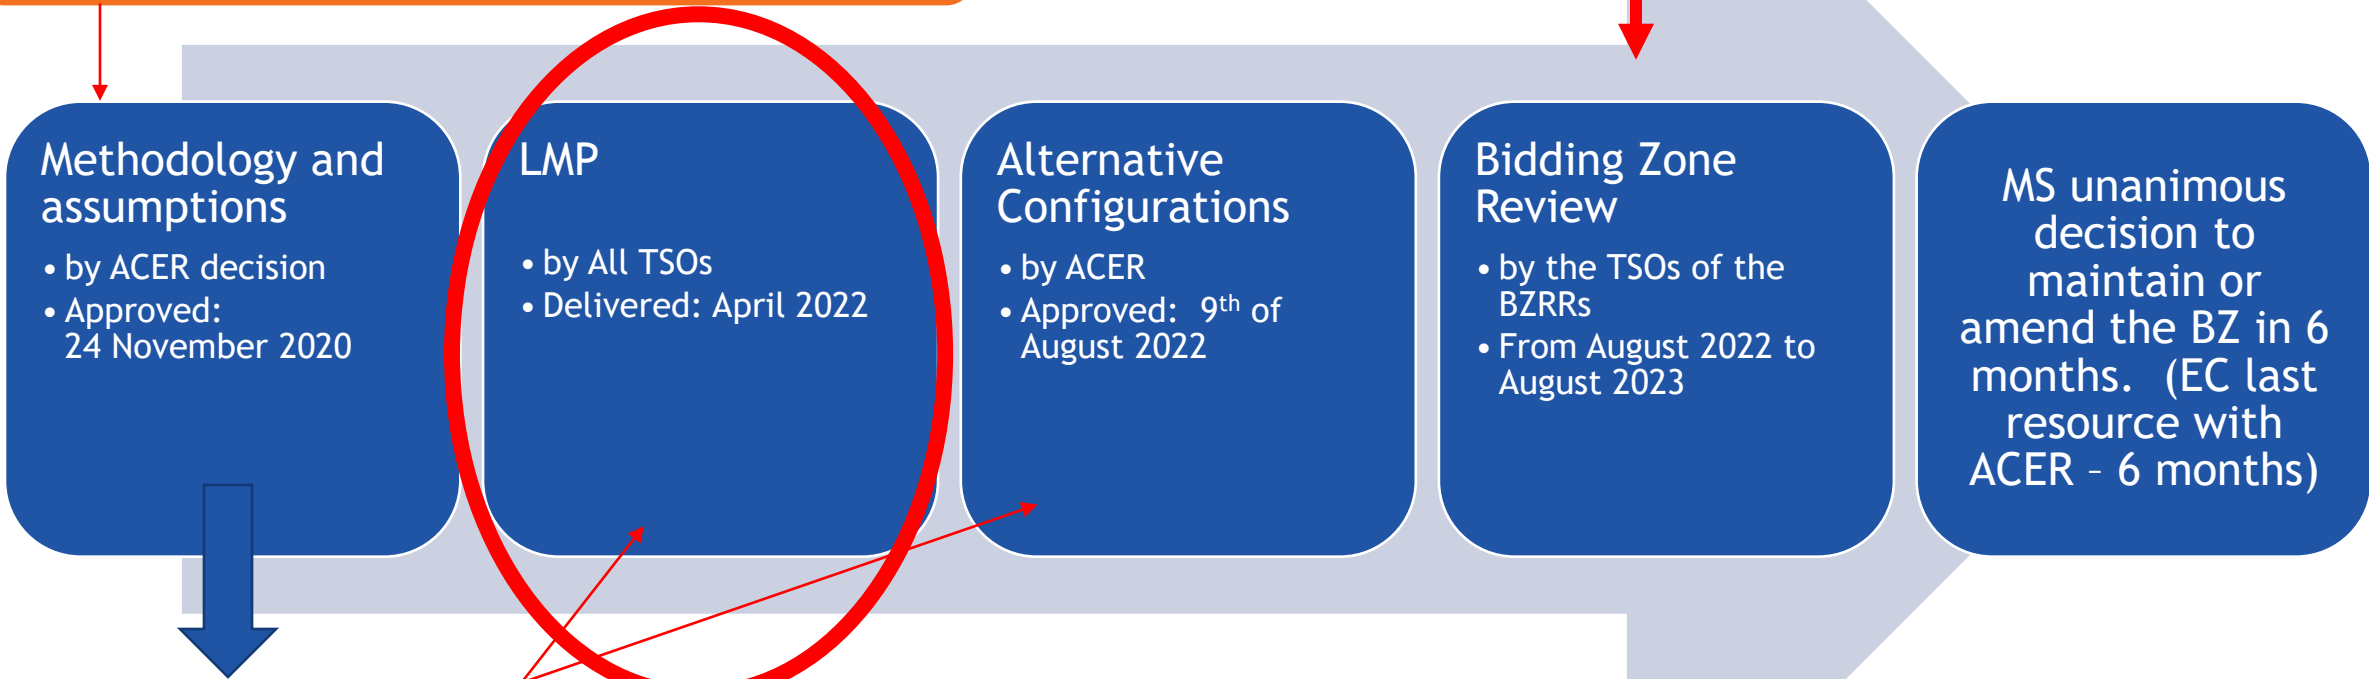 Methodology and
assumptions
• by ACER decision
• Approved:
24 November 2020
LMP
• by All TSOs
• Delivered: April 2022
Alternative
Configurations
• by ACER
• Approved: 9th of
August 2022
Bidding Zone
Review
• by the TSOs of the
BZRRs
• From August 2022 to
August 2023
MS unanimous
decision to
maintain or
amend the BZ in 6
months. (EC last
resource with
ACER – 6 months)